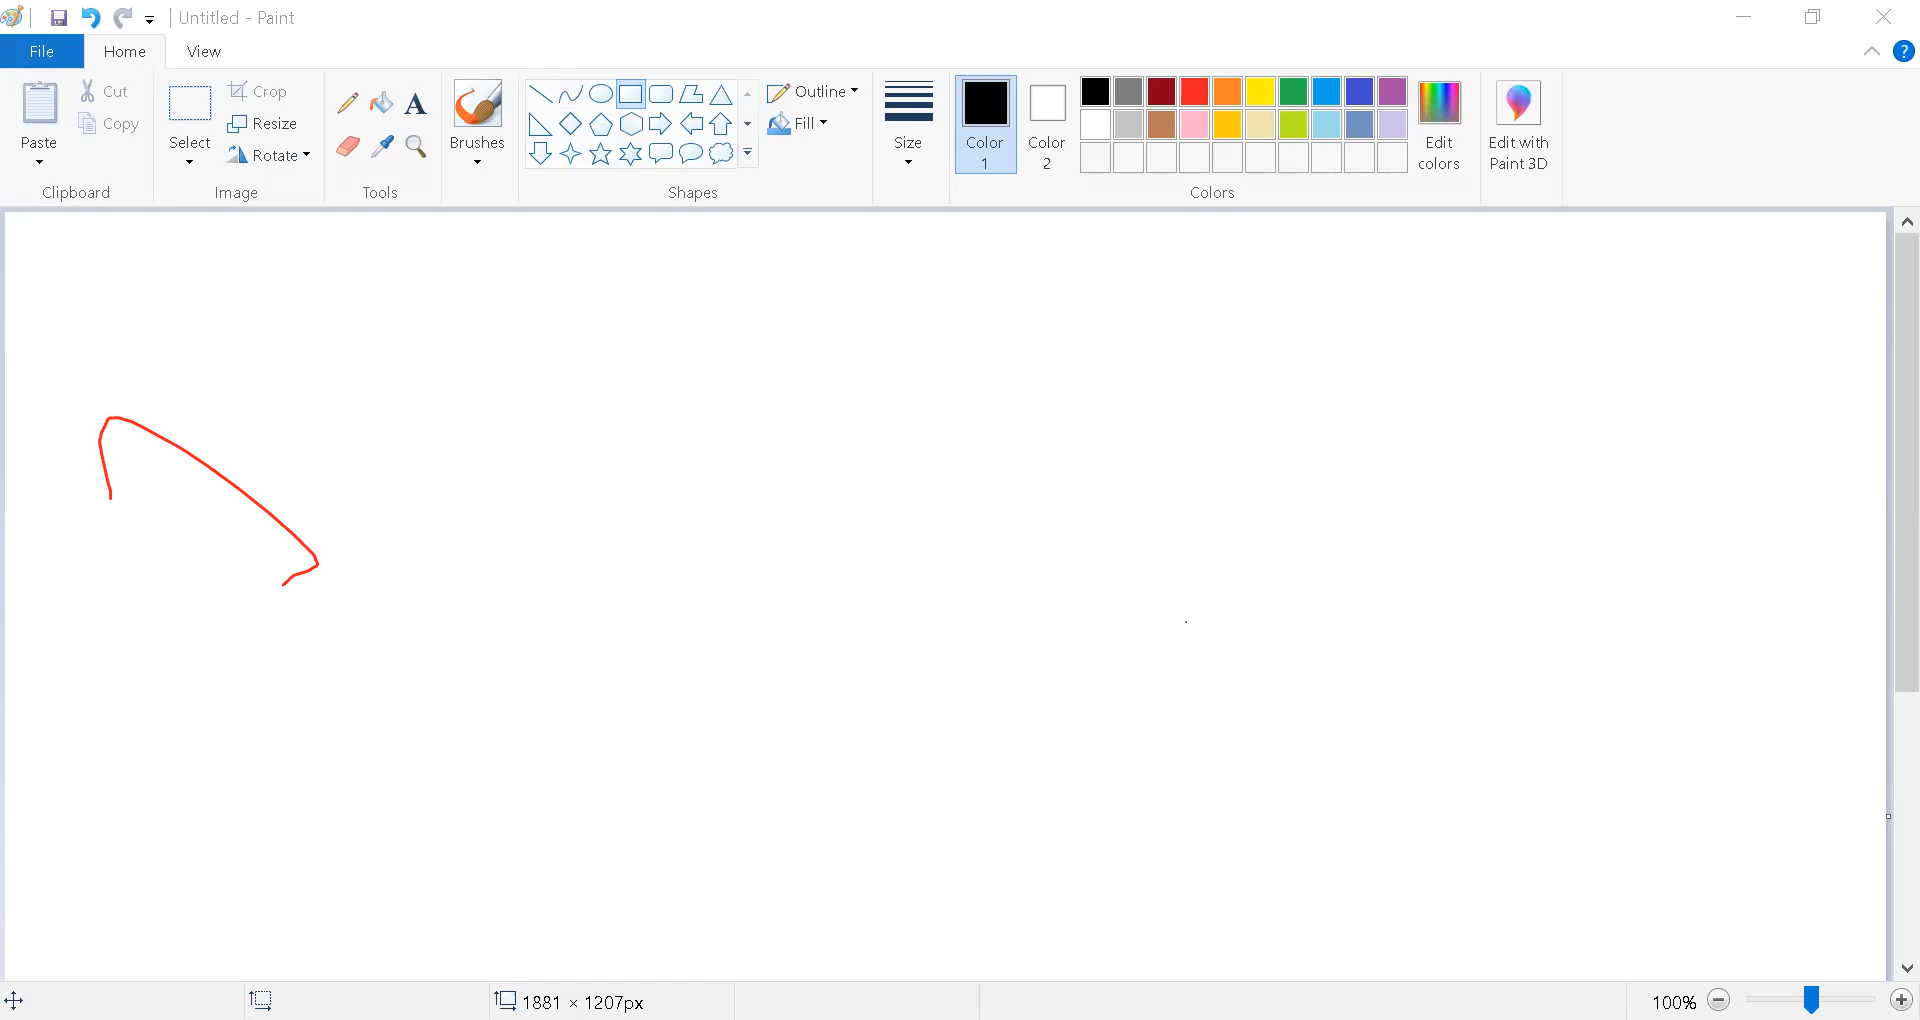 Untitled - Paint
File Home View
Paste Cut Copy Clipboard
Select Crop Resize Rotate Image
Tools
Brushes
Outline Fill Shapes
Size
Color 1 Color 2 Edit colors Colors
Edit with Paint 3D
1881 × 1207px
100%